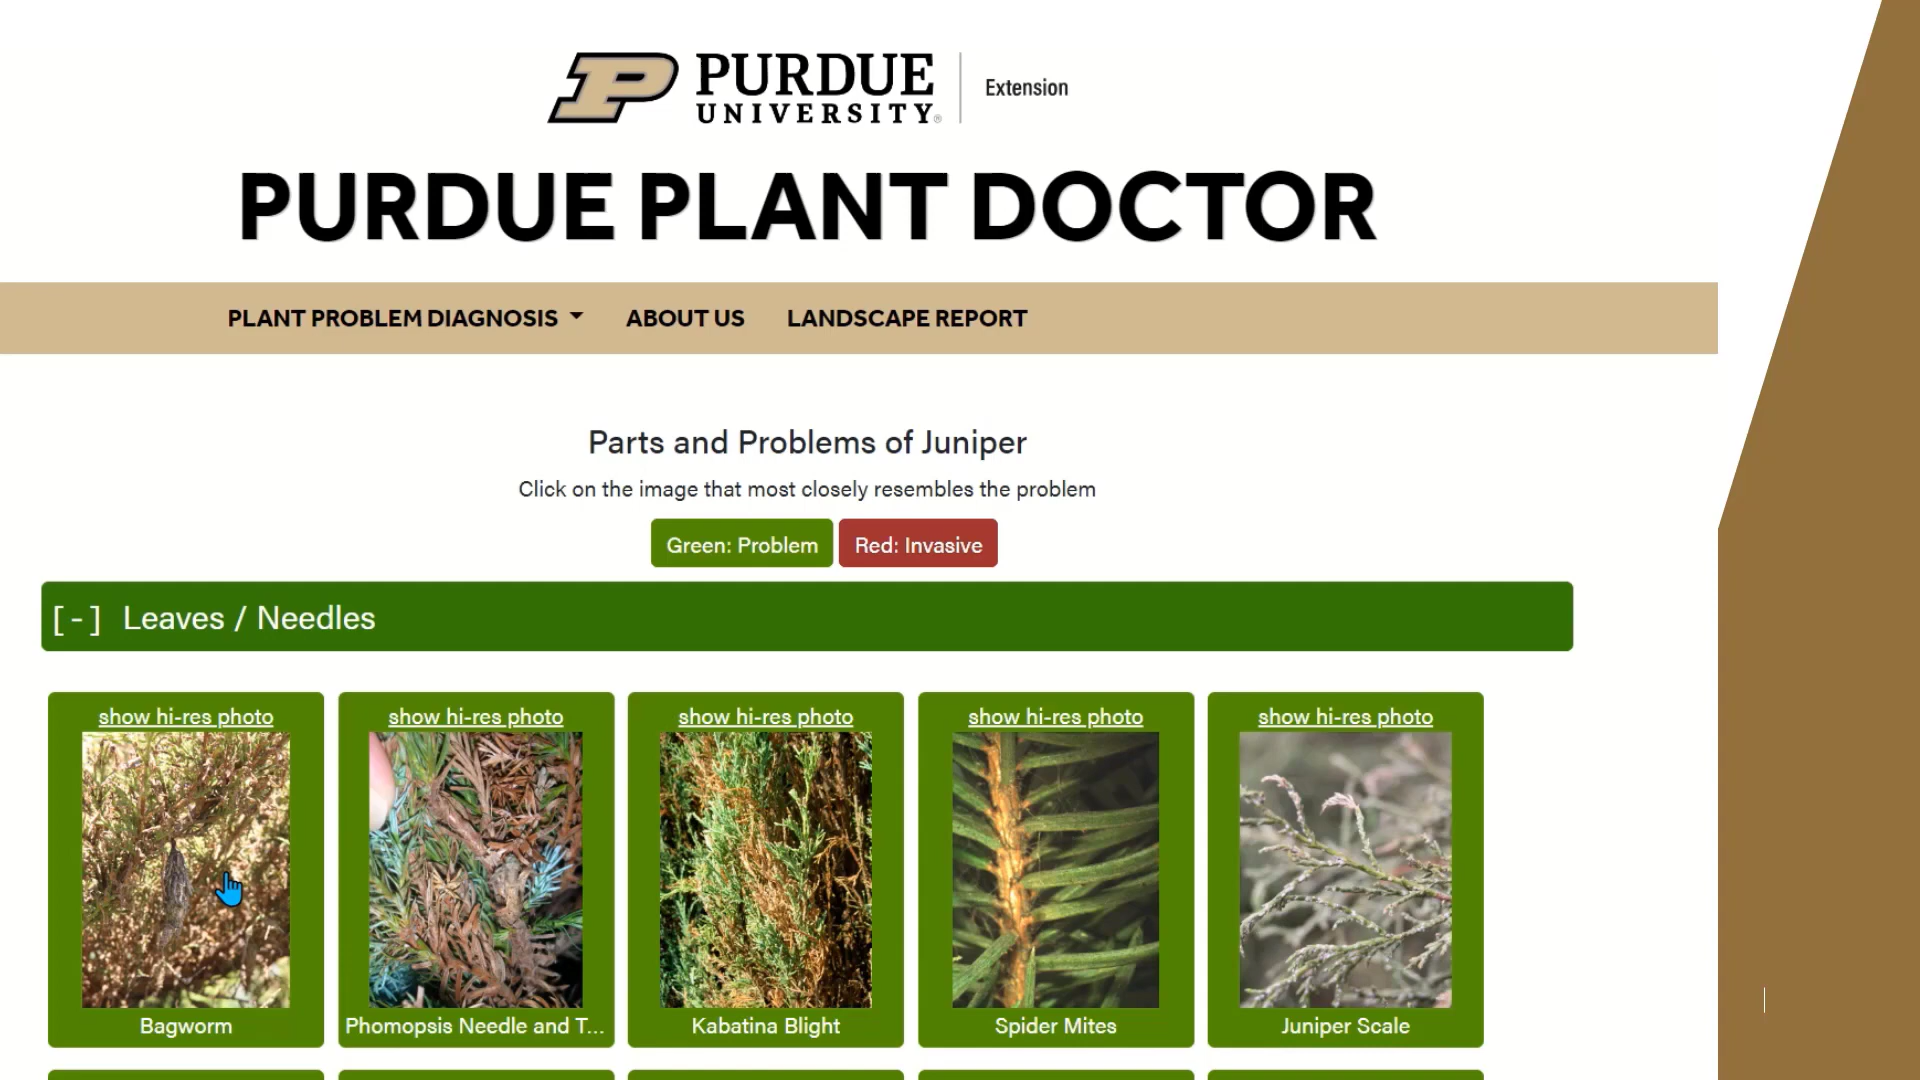 PURDUE
UNIVERSITY®
Extension
PURDUE PLANT DOCTOR
PLANT PROBLEM DIAGNOSIS ABOUT US LANDSCAPE REPORT
Parts and Problems of Juniper
Click on the image that most closely resembles the problem
Green: Problem Red: Invasive
[-] Leaves / Needles
show hi-res photo show hi-res photo show hi-res photo show hi-res photo show hi-res photo
Bagworm Phomopsis Needle and T... Kabatina Blight Spider Mites Juniper Scale